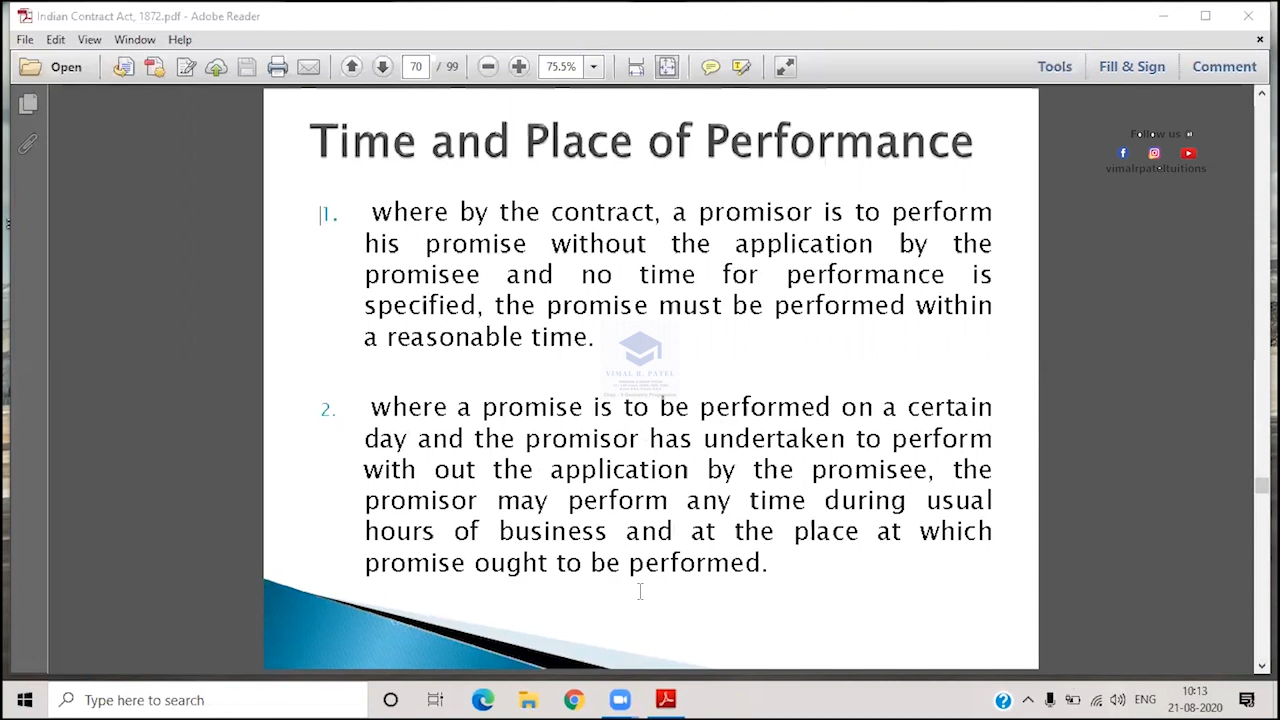 Indian Contract Act, 1872.pdf - Adobe Reader
File Edit View Window Help
Open 70 / 99 75.5% Tools Fill & Sign Comment
Time and Place of Performance
Follow us
vimalrpateltuitions
1. where by the contract, a promisor is to perform
his promise without the application by the
promisee and no time for performance is
specified, the promise must be performed within
a reasonable time.
VIMAL R. PATEL
2. where a promise is to be performed on a certain
day and the promisor has undertaken to perform
with out the application by the promisee, the
promisor may perform any time during usual
hours of business and at the place at which
promise ought to be performed.
Type here to search
ENG
10:13
21-08-2020